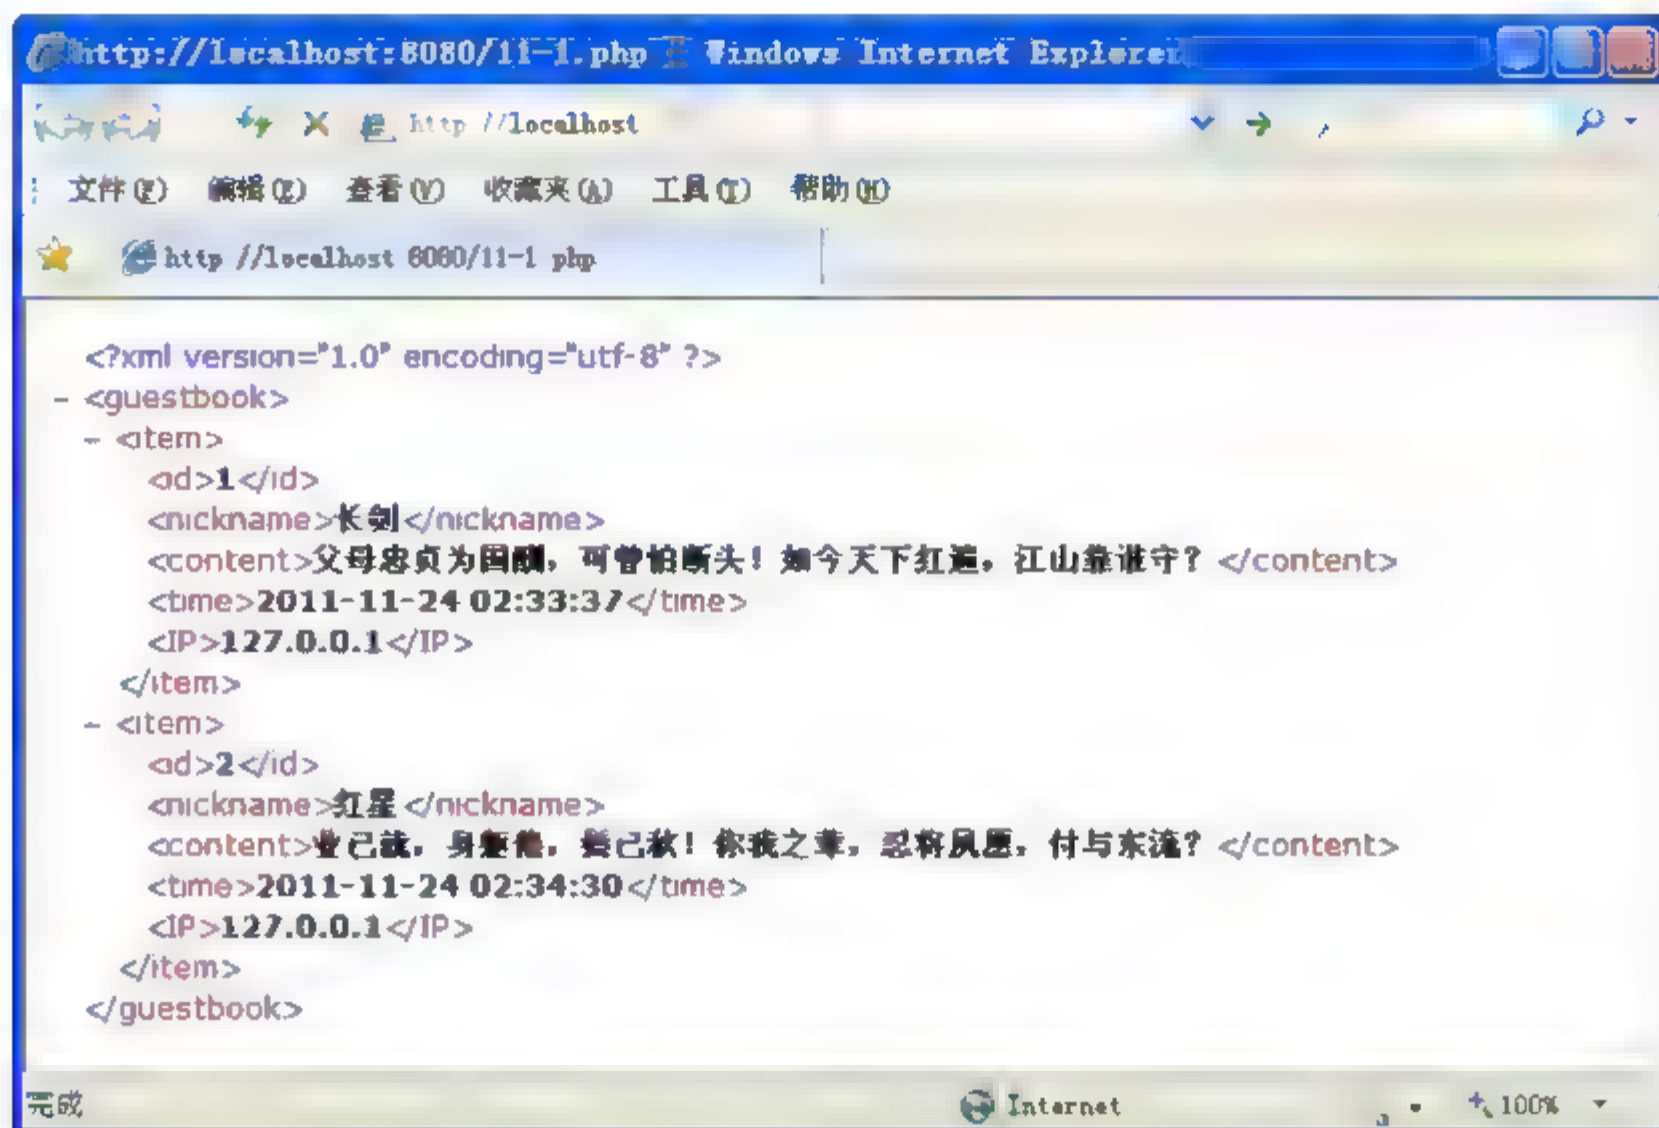 http://localhost:8080/11-1.php - Windows Internet Explorer
http //localhost
文件(F) 编辑(E) 查看(V) 收藏夹(A) 工具(T) 帮助(H)
http //localhost 8080/11-1 php
<?xml version="1.0" encoding="utf-8" ?>
- <guestbook>
- <item>
<id>1</id>
<nickname>长剑</nickname>
<content>父母忠贞为国酬，可曾怕断头！如今天下红遍，江山靠谁守？</content>
<time>2011-11-24 02:33:37</time>
<IP>127.0.0.1</IP>
</item>
- <item>
<id>2</id>
<nickname>红星</nickname>
<content>业已就，身躯倦，鬓已秋！你我之辈，忍将夙愿，付与东流？</content>
<time>2011-11-24 02:34:30</time>
<IP>127.0.0.1</IP>
</item>
</guestbook>
完成 Internet 100%